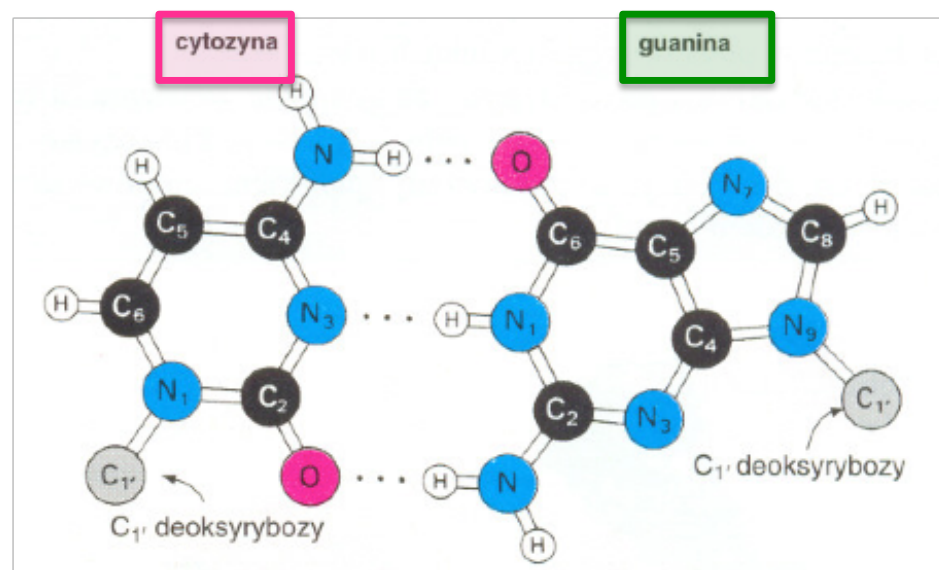 cytozyna
guanina
H
N H ··· O
H
N₇
H
C₅ C₄
C₆ C₅
C₈
H C₆
N₃ ··· H N₁
C₄ N₉
N₁ C₂
C₂ N₃
C₁'
C₁' O ··· H N
C₁' deoksyrybozy
C₁' deoksyrybozy
H